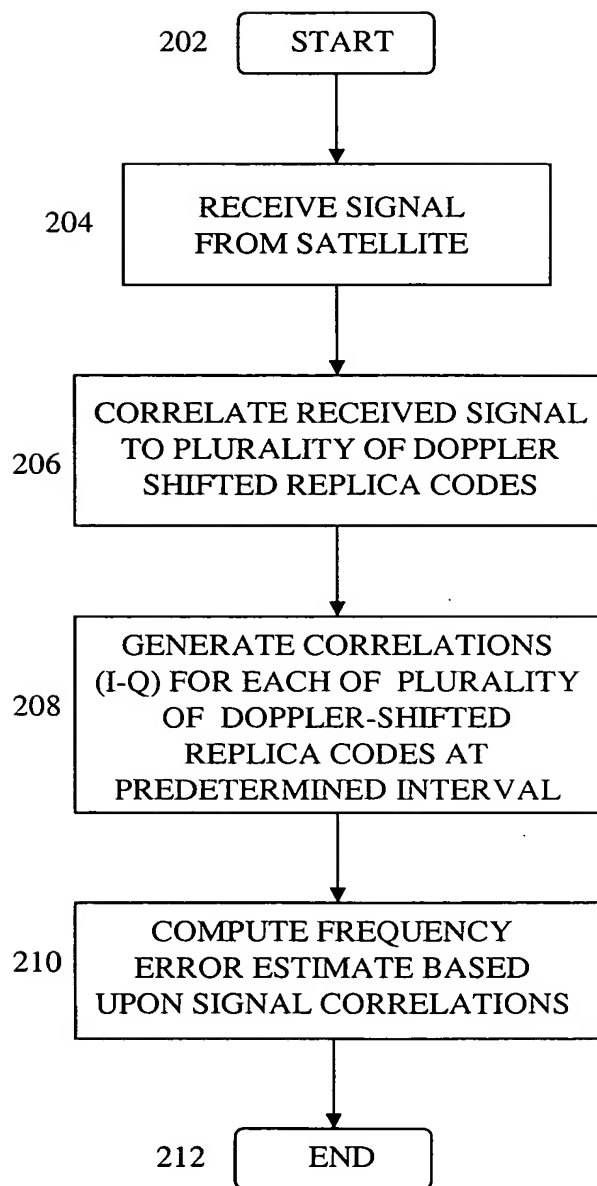 202 START
204 RECEIVE SIGNAL
FROM SATELLITE
CORRELATE RECEIVED SIGNAL
206 TO PLURALITY OF DOPPLER
SHIFTED REPLICA CODES
GENERATE CORRELATIONS
(I-Q) FOR EACH OF PLURALITY
208 OF DOPPLER-SHIFTED
REPLICA CODES AT
PREDETERMINED INTERVAL
COMPUTE FREQUENCY
210 ERROR ESTIMATE BASED
UPON SIGNAL CORRELATIONS
212 END